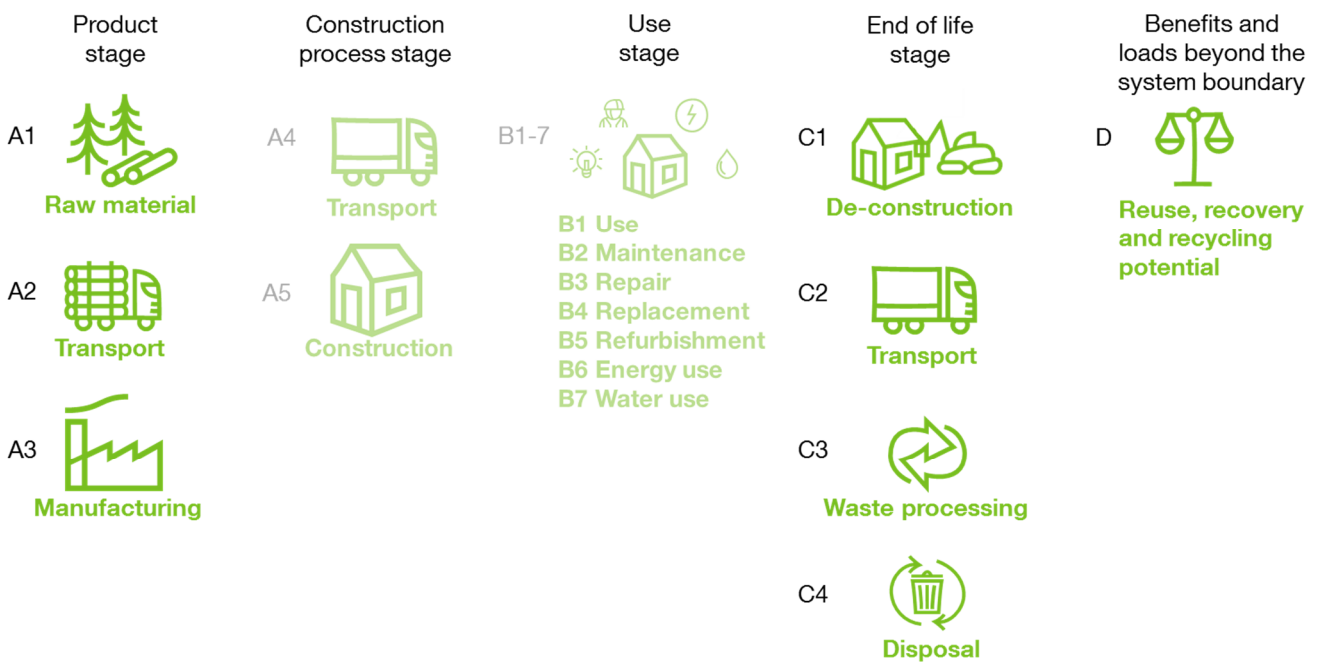 Product
stage
A1
Raw material
A2
Transport
A3
Manufacturing
Construction
process stage
A4
Transport
A5
Construction
Use
stage
B1-7
B1 Use
B2 Maintenance
B3 Repair
B4 Replacement
B5 Refurbishment
B6 Energy use
B7 Water use
End of life
stage
C1
De-construction
C2
Transport
C3
Waste processing
C4
Disposal
Benefits and
loads beyond the
system boundary
D
Reuse, recovery
and recycling
potential